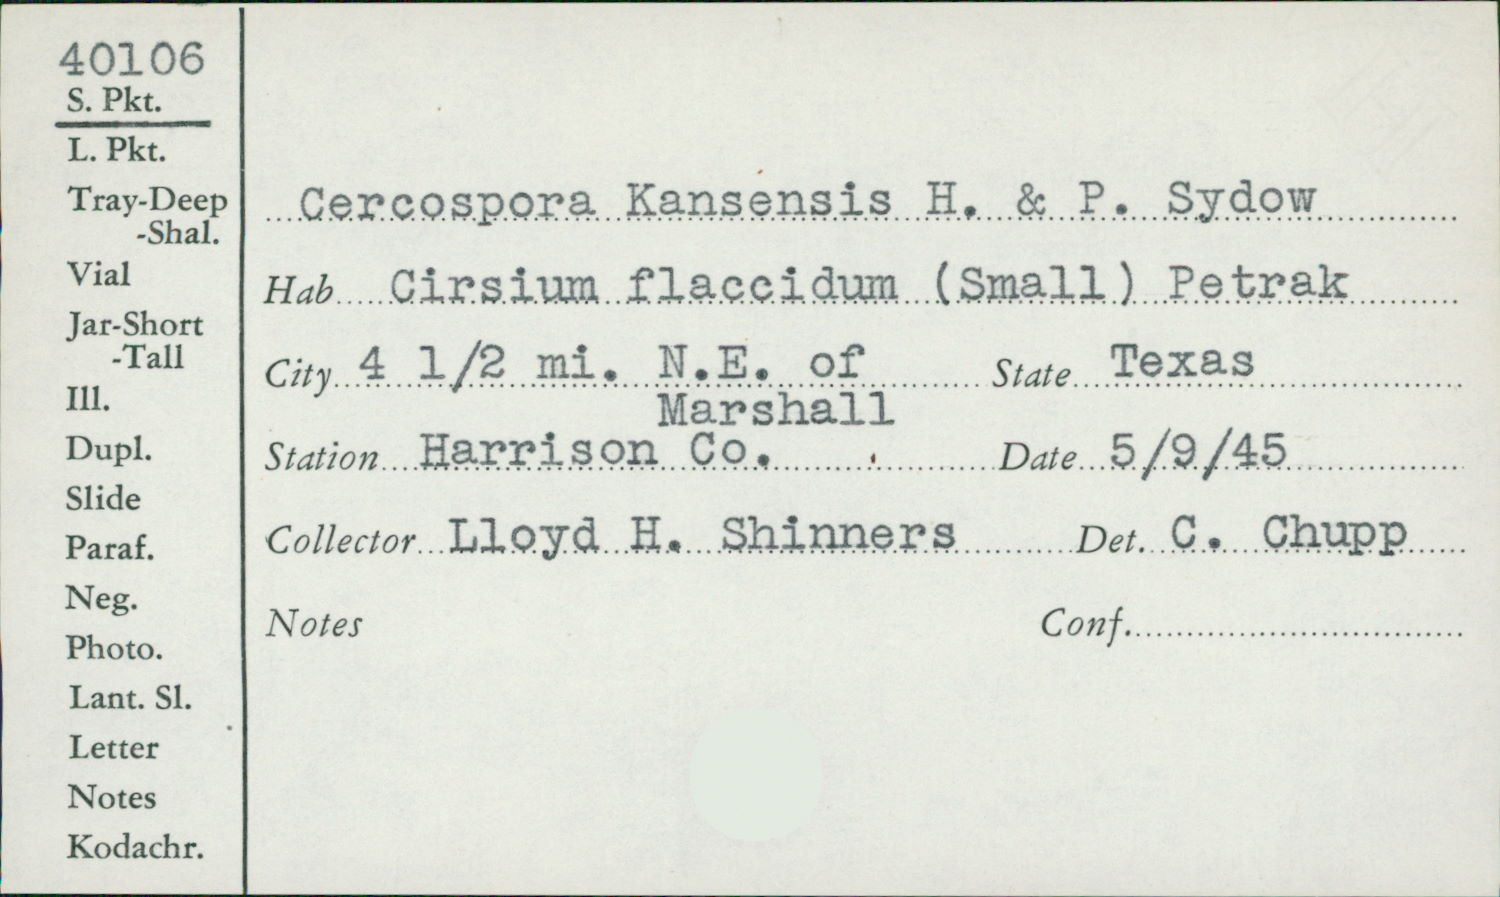 40106
S. Pkt.
L. Pkt.
Tray-Deep
-Shal.
Vial
Jar-Short
-Tall
Ill.
Dupl.
Slide
Paraf.
Neg.
Photo.
Lant. Sl.
Letter
Notes
Kodachr.
Cercospora Kansensis H. & P. Sydow
Hab Cirsium flaccidum (Small) Petrak
City 4 1/2 mi. N.E. of Marshall State Texas
Station Harrison Co. Date 5/9/45
Collector Lloyd H. Shinners Det. C. Chupp
Notes Conf.